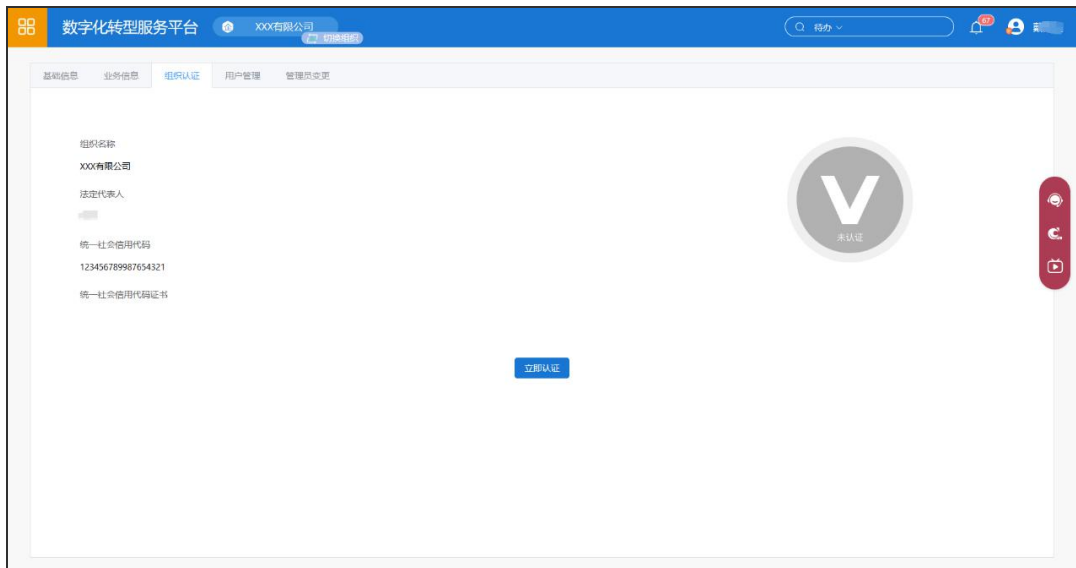 数字化转型服务平台
XXX有限公司
切换组织
待办
67
基础信息 业务信息 组织认证 用户管理 管理员变更
组织名称
XXX有限公司
法定代表人
统一社会信用代码
123456789987654321
统一社会信用代码证书
V
未认证
立即认证